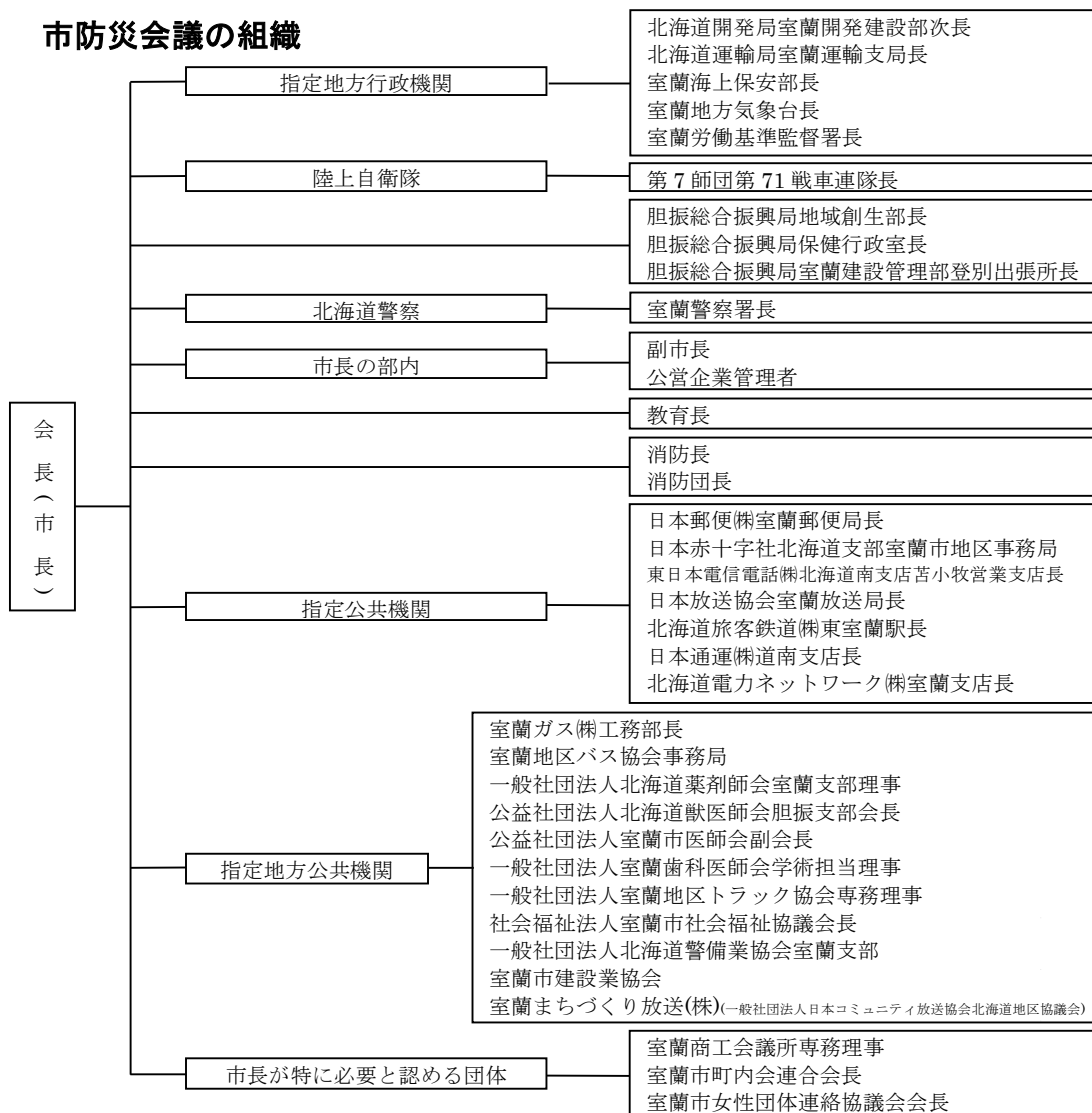 市防災会議の組織
会長(市長)
指定地方行政機関
北海道開発局室蘭開発建設部次長
北海道運輸局室蘭運輸支局長
室蘭海上保安部長
室蘭地方気象台長
室蘭労働基準監督署長
陸上自衛隊
第7師団第71戦車連隊長
胆振総合振興局地域創生部長
胆振総合振興局保健行政室長
胆振総合振興局室蘭建設管理部登別出張所長
北海道警察
室蘭警察署長
市長の部内
副市長
公営企業管理者
教育長
消防長
消防団長
指定公共機関
日本郵便㈱室蘭郵便局長
日本赤十字社北海道支部室蘭市地区事務局
東日本電信電話㈱北海道南支店苫小牧営業支店長
日本放送協会室蘭放送局長
北海道旅客鉄道㈱東室蘭駅長
日本通運㈱道南支店長
北海道電力ネットワーク㈱室蘭支店長
指定地方公共機関
室蘭ガス㈱工務部長
室蘭地区バス協会事務局
一般社団法人北海道薬剤師会室蘭支部理事
公益社団法人北海道獣医師会胆振支部会長
公益社団法人室蘭市医師会副会長
一般社団法人室蘭歯科医師会学術担当理事
一般社団法人室蘭地区トラック協会専務理事
社会福祉法人室蘭市社会福祉協議会長
一般社団法人北海道警備業協会室蘭支部
室蘭市建設業協会
室蘭まちづくり放送(株)(一般社団法人日本コミュニティ放送協会北海道地区協議会)
市長が特に必要と認める団体
室蘭商工会議所専務理事
室蘭市町内会連合会長
室蘭市女性団体連絡協議会会長